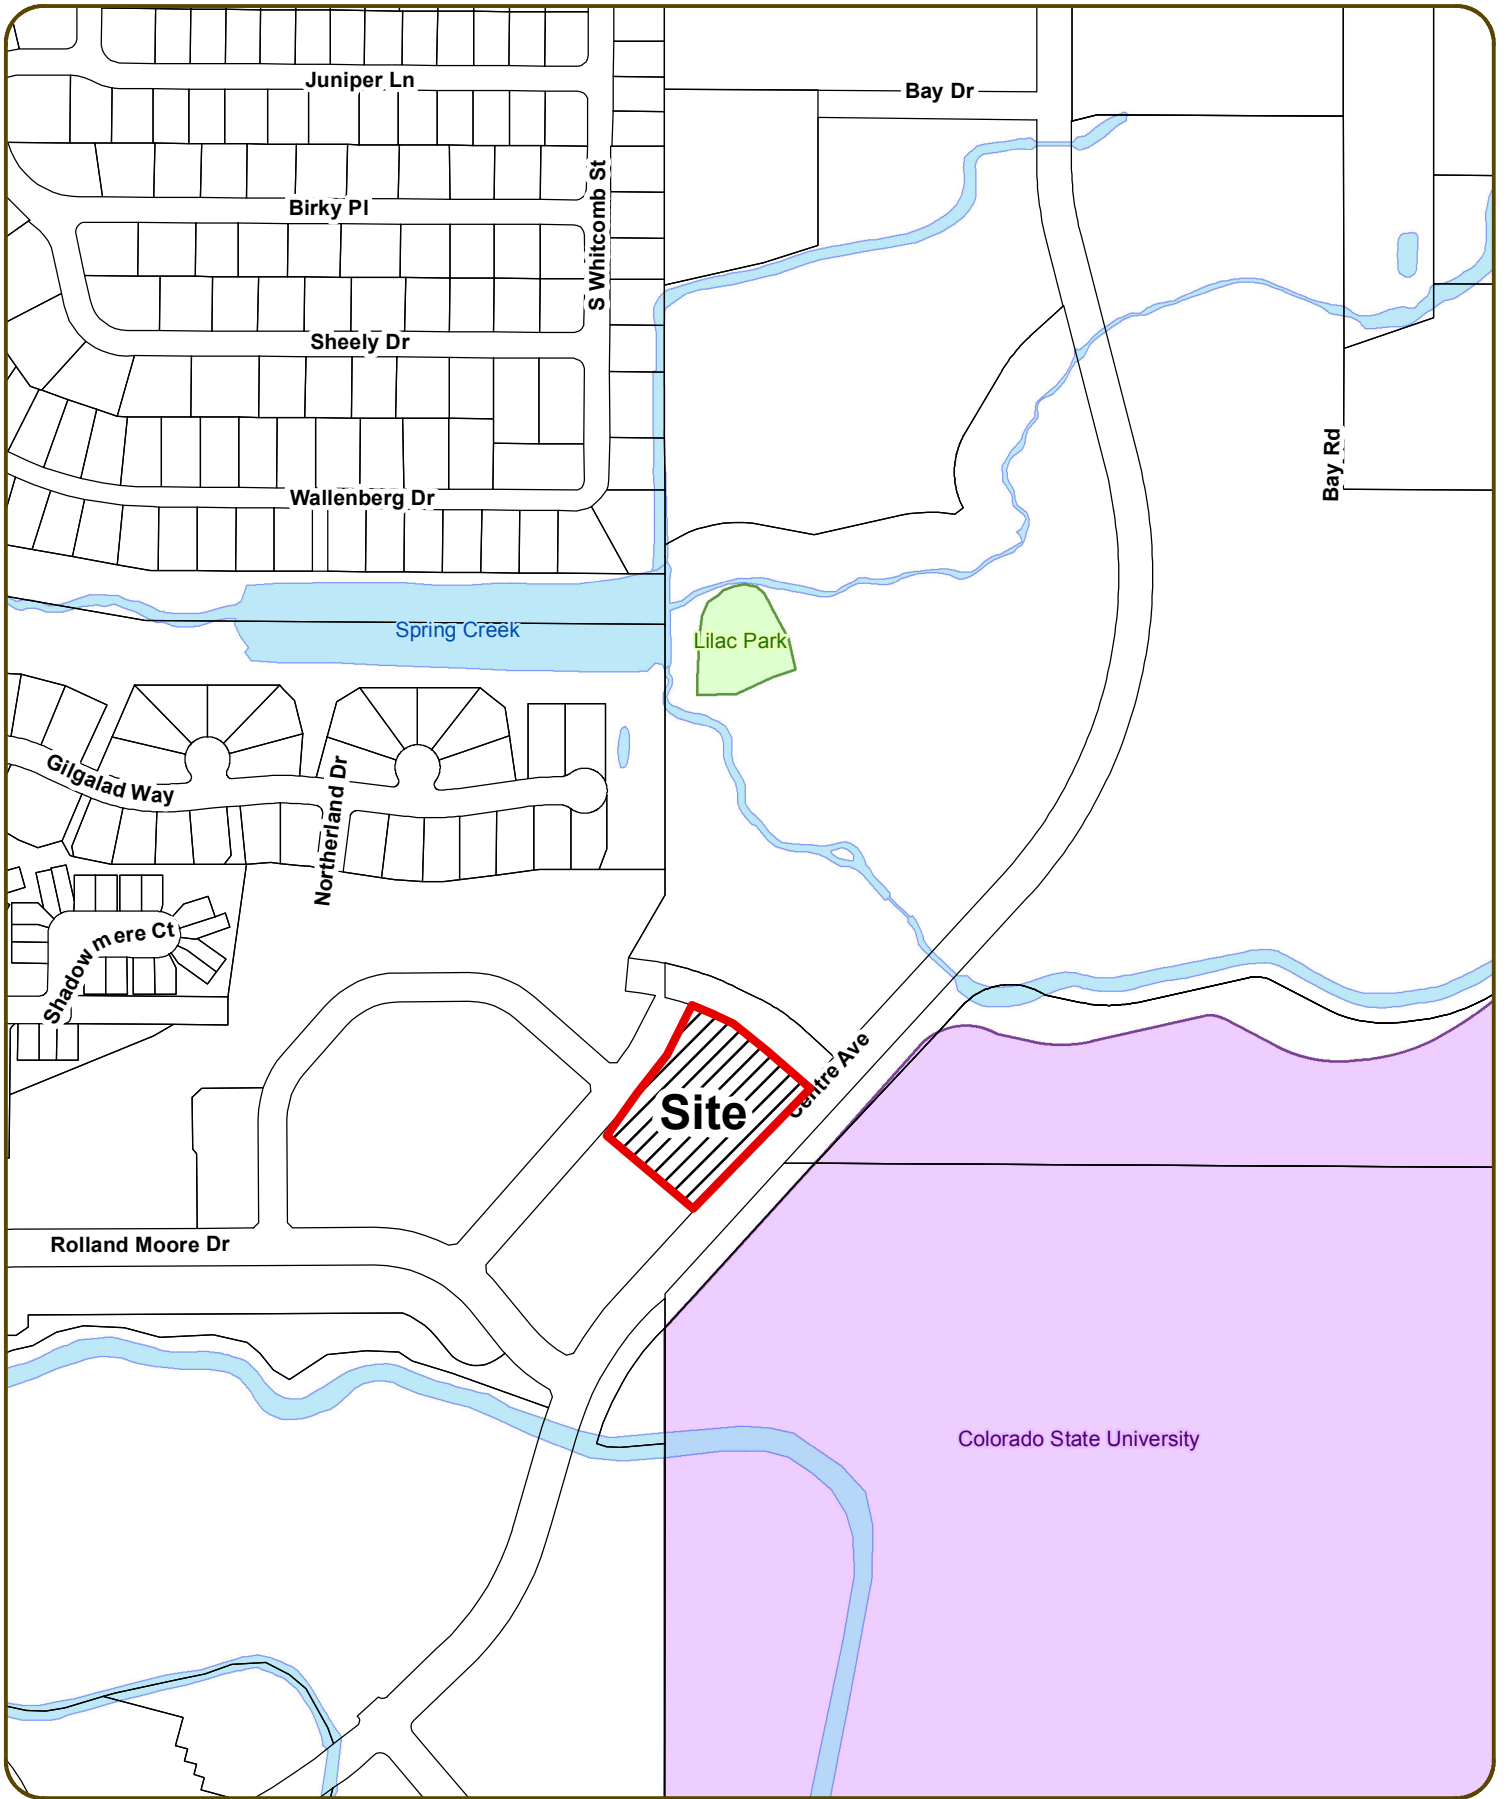 Juniper Ln
Bay Dr
Birky Pl
S Whitcomb St
Sheely Dr
Bay Rd
Wallenberg Dr
Spring Creek
Lilac Park
Gilgalad Way
Northerland Dr
Shadowmere Ct
Centre Ave
Site
Rolland Moore Dr
Colorado State University